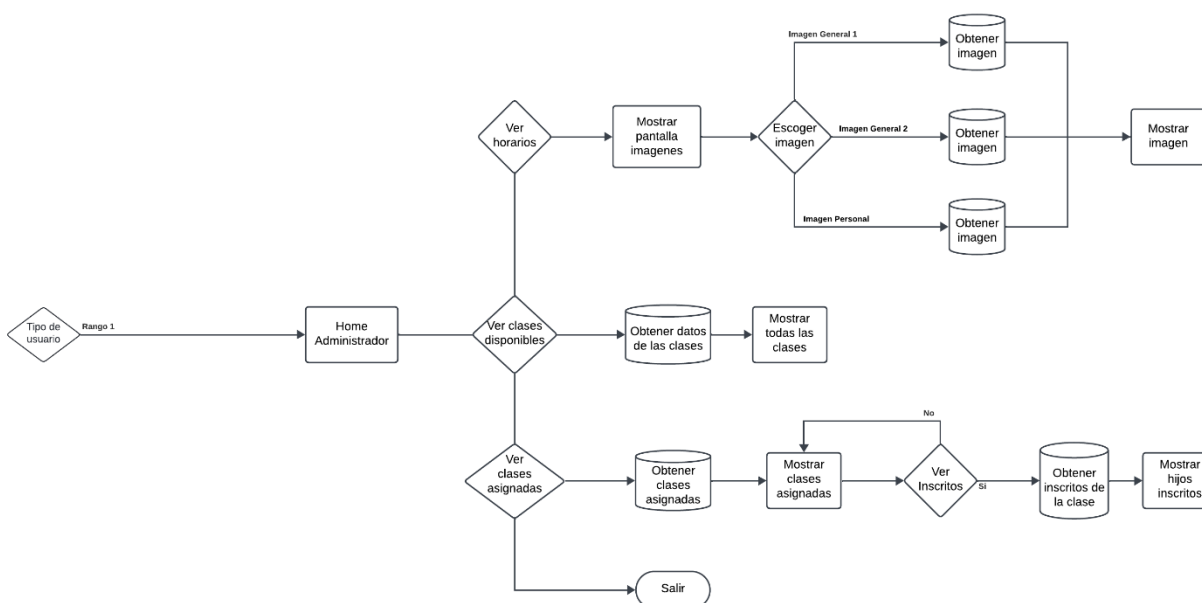 Imagen General 1
Obtener
imagen
Ver
horarios
Mostrar
pantalla
imagenes
Escoger
imagen
Imagen General 2
Obtener
imagen
Mostrar
imagen
Imagen Personal
Obtener
imagen
Tipo de
usuario
Rango 1
Home
Administrador
Ver clases
disponibles
Obtener datos
de las clases
Mostrar
todas las
clases
No
Ver
clases
asignadas
Obtener
clases
asignadas
Mostrar
clases
asignadas
Ver
Inscritos
Si
Obtener
inscritos de
la clase
Mostrar
hijos
inscritos
Salir